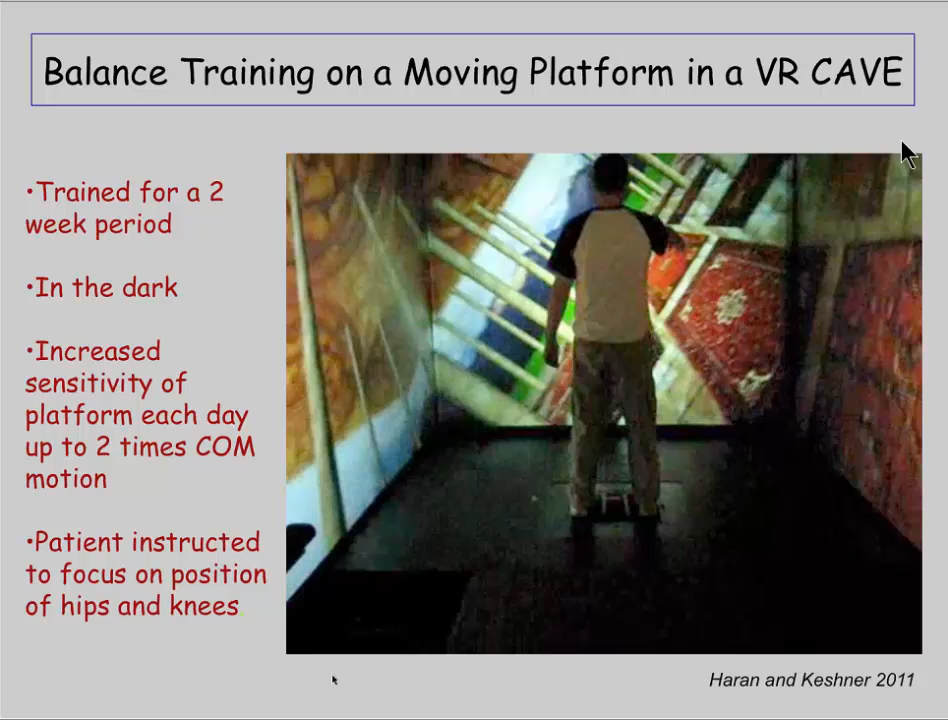 Balance Training on a Moving Platform in a VR CAVE
•Trained for a 2
week period
•In the dark
•Increased
sensitivity of
platform each day
up to 2 times COM
motion
•Patient instructed
to focus on position
of hips and knees
Haran and Keshner 2011